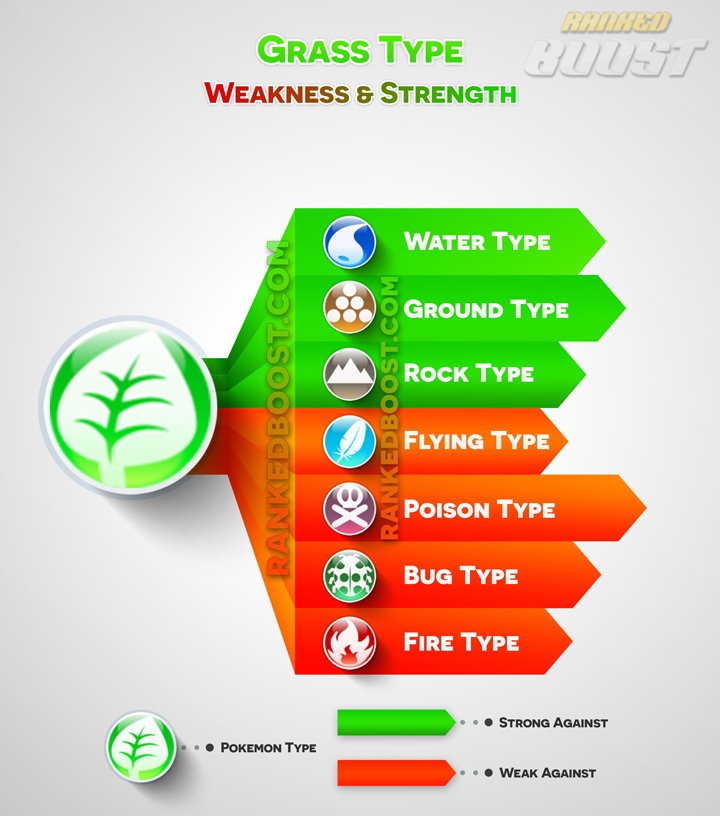 Ranked
Boost
Grass Type
Weakness & Strength
Water Type
Ground Type
Rock Type
Flying Type
Poison Type
Bug Type
Fire Type
RANKEDBOOST.COM
RANKEDBOOST.COM
Pokemon Type
Strong Against
Weak Against